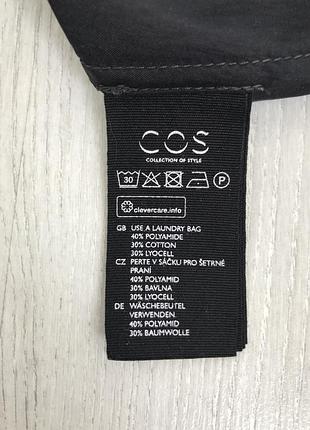 COS
COLLECTION OF STYLE
30 P
clevercare.info
GB USE A LAUNDRY BAG
40% POLYAMIDE
30% COTTON
30% LYOCELL
CZ PERTE V SÁČKU PRO ŠETRNÉ
PRANÍ
40% POLYAMID
30% BAVLNA
30% LYOCELL
DE WÄSCHEBEUTEL
VERWENDEN.
40% POLYAMID
30% BAUMWOLLE